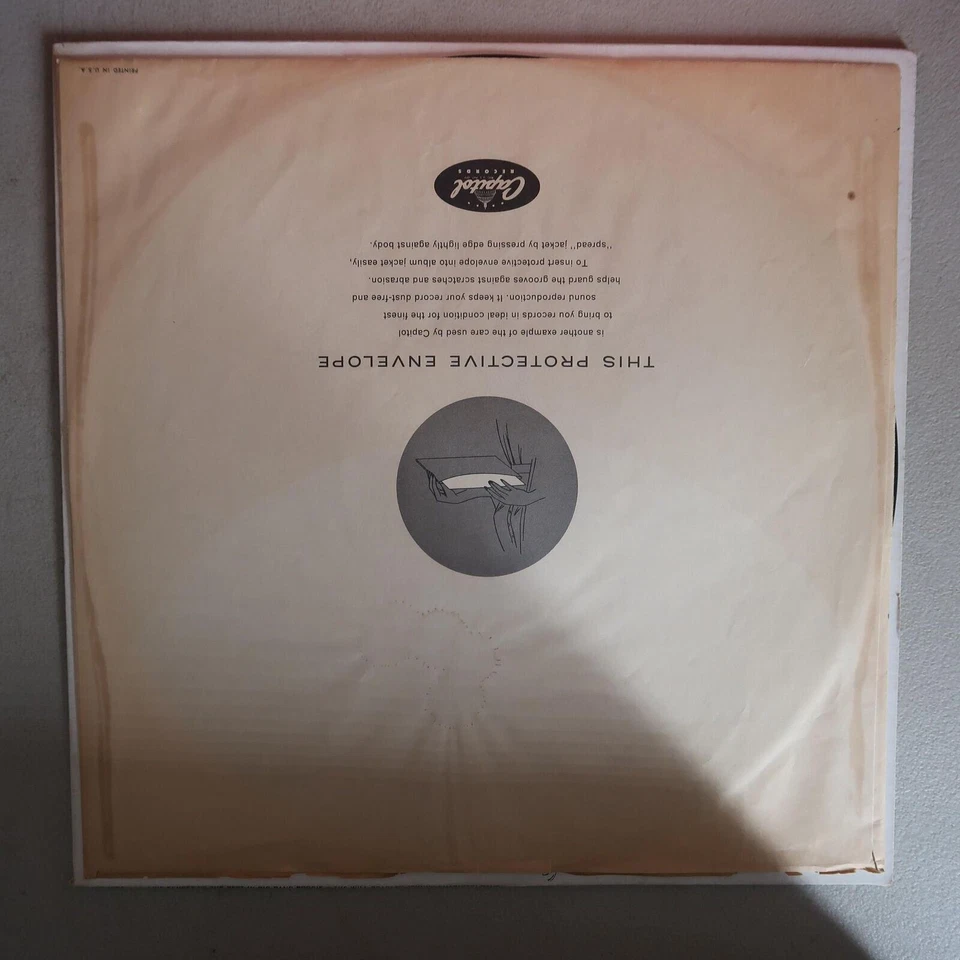 THIS PROTECTIVE ENVELOPE
is another example of the care used by Capitol
to bring you records in ideal condition for the finest
sound reproduction. It keeps your record dust-free and
helps guard the grooves against scratches and abrasion.
To insert protective envelope into album jacket easily,
"spread" jacket by pressing edge lightly against body.
Capitol
RECORDS
PRINTED IN U.S.A.